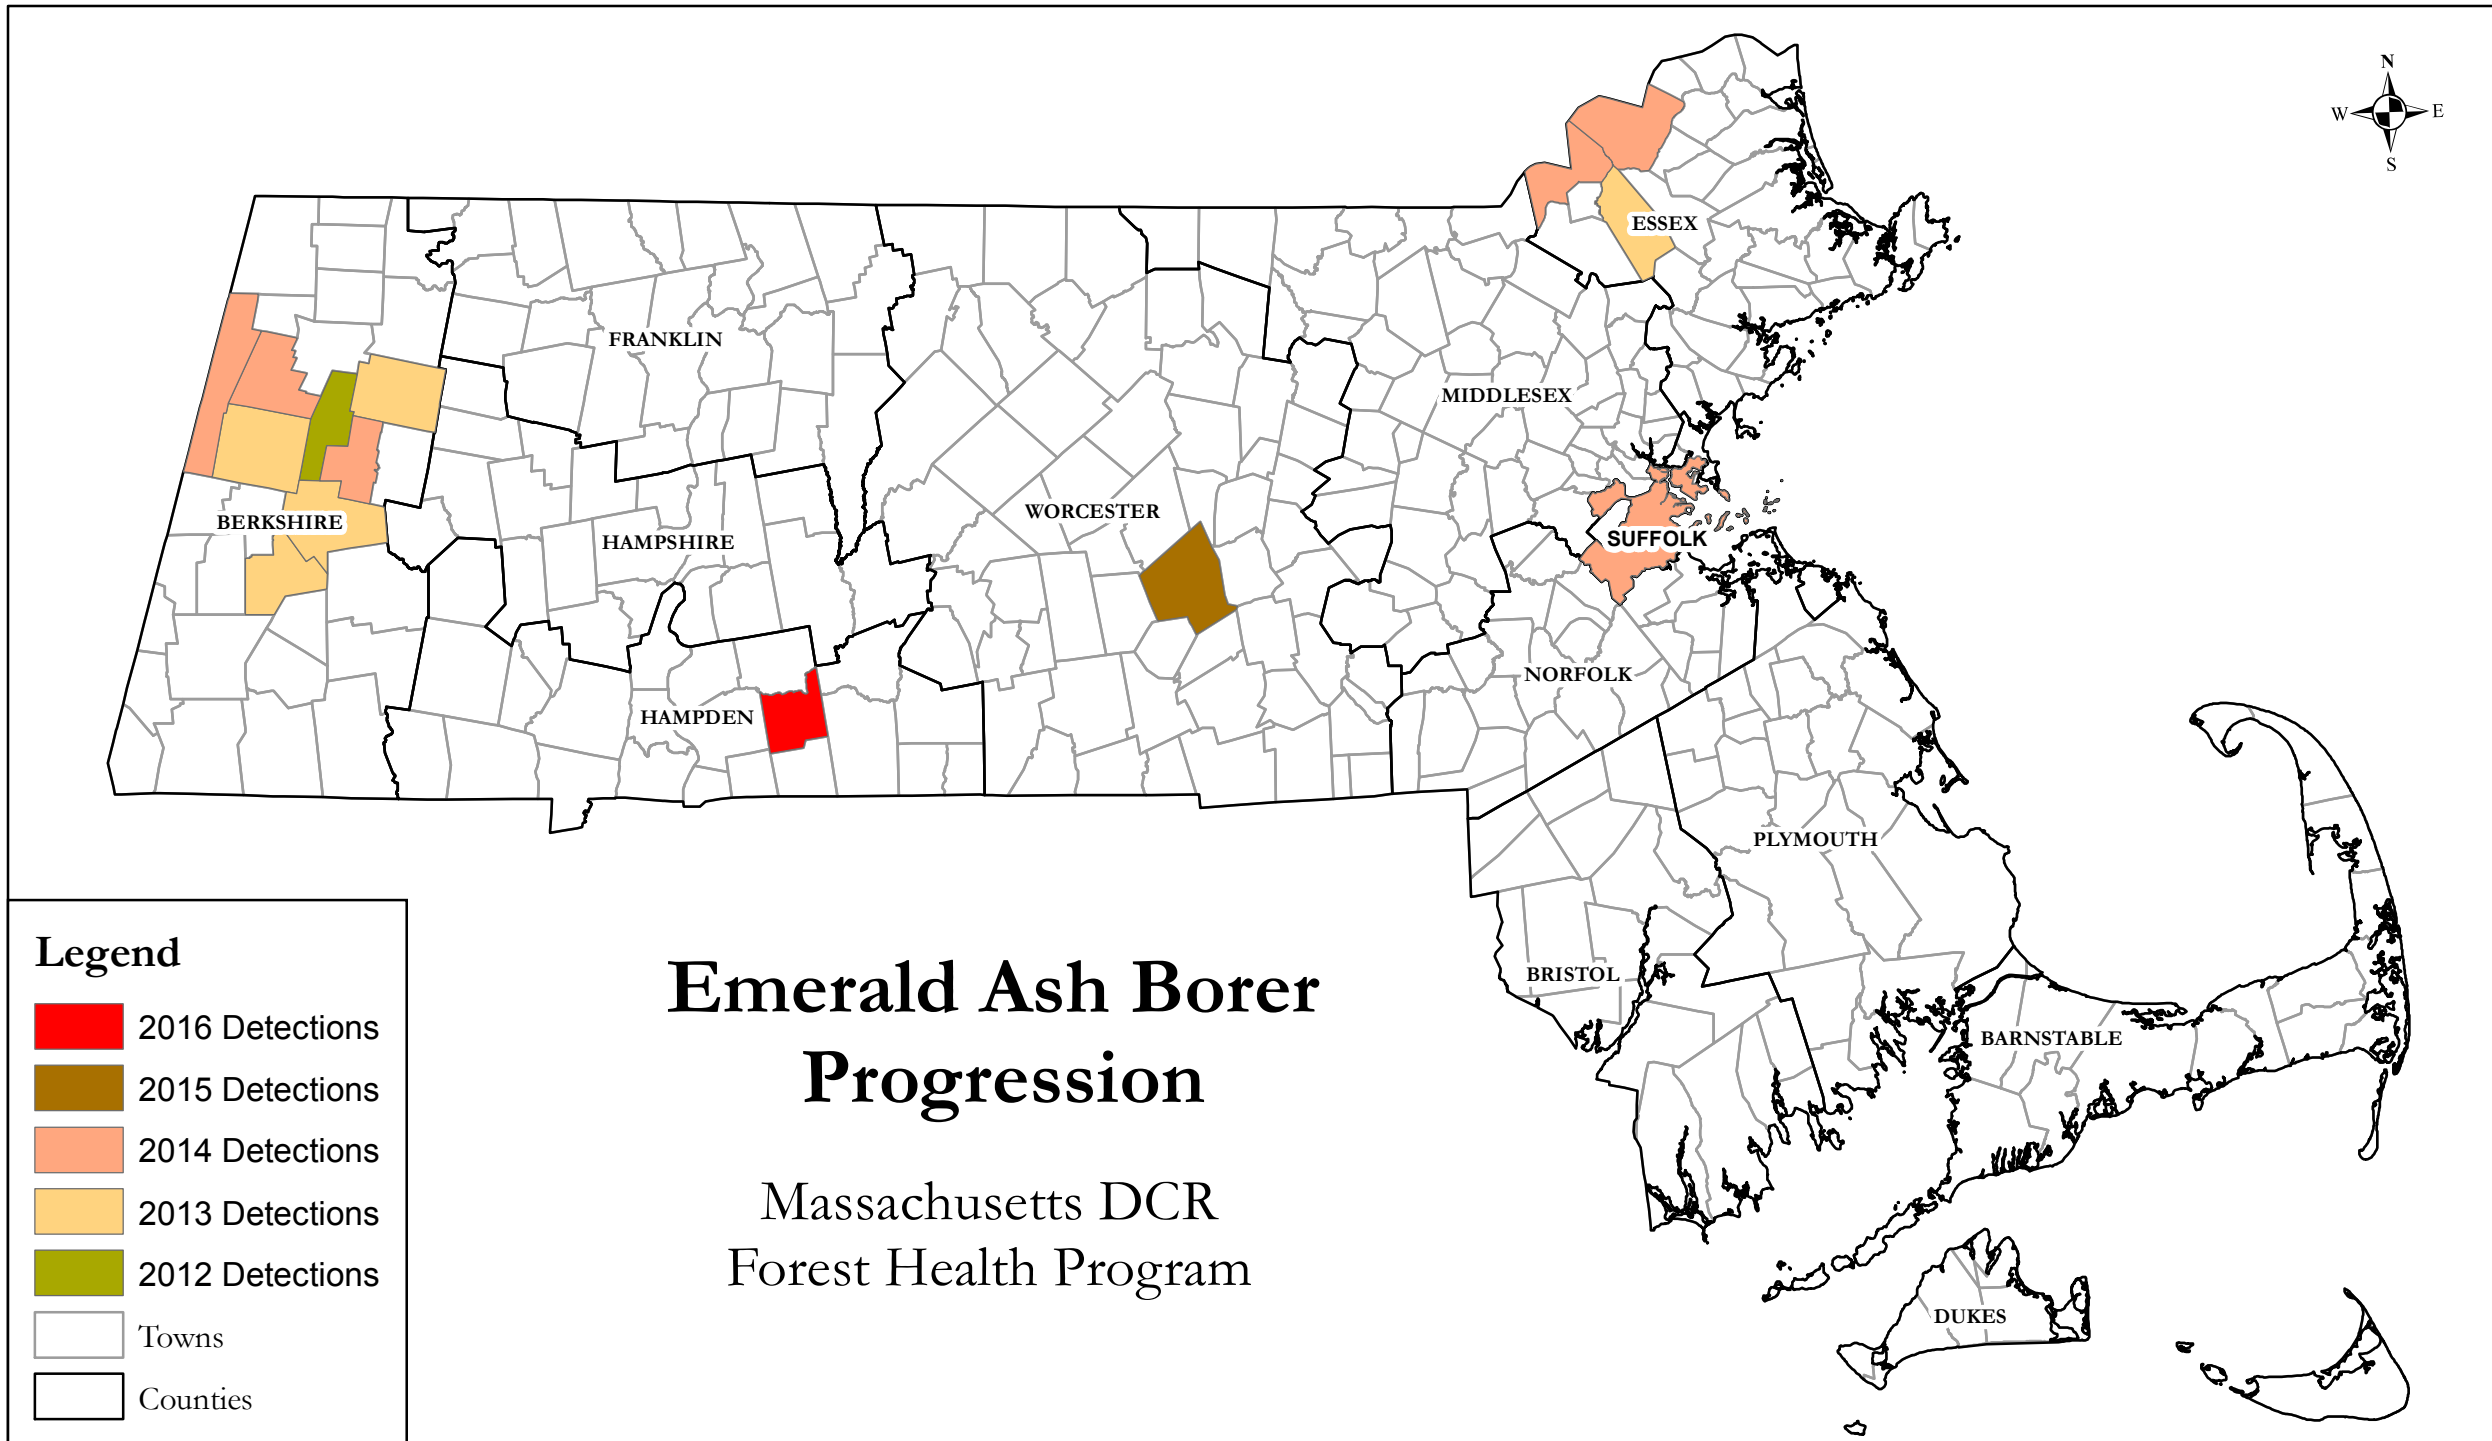 N
W E
S
ESSEX
FRANKLIN
MIDDLESEX
BERKSHIRE
WORCESTER
HAMPSHIRE
SUFFOLK
NORFOLK
HAMPDEN
PLYMOUTH
BRISTOL
BARNSTABLE
DUKES
Legend
2016 Detections
2015 Detections
2014 Detections
2013 Detections
2012 Detections
Towns
Counties
Emerald Ash Borer
Progression
Massachusetts DCR
Forest Health Program